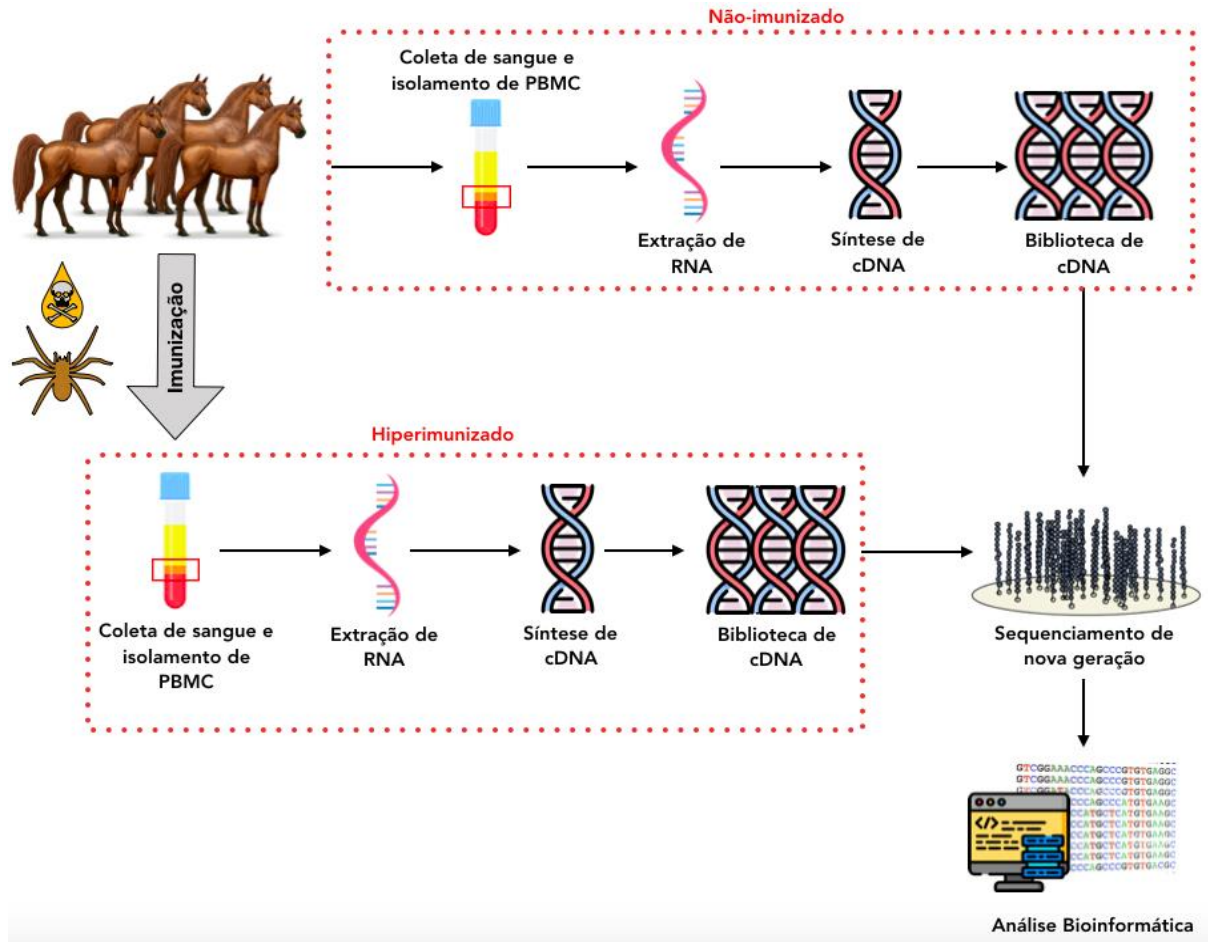 Não-imunizado
Coleta de sangue e
isolamento de PBMC
Extração de
RNA
Síntese de
cDNA
Biblioteca de
cDNA
Imunização
Hiperimunizado
Coleta de sangue e
isolamento de
PBMC
Extração de
RNA
Síntese de
cDNA
Biblioteca de
cDNA
Sequenciamento de
nova geração
GTCGGAAACCCAGCCCGTGTGAGGC
GTCGGAAACCCAGCCCGTGTGAGGC
</>
Análise Bioinformática